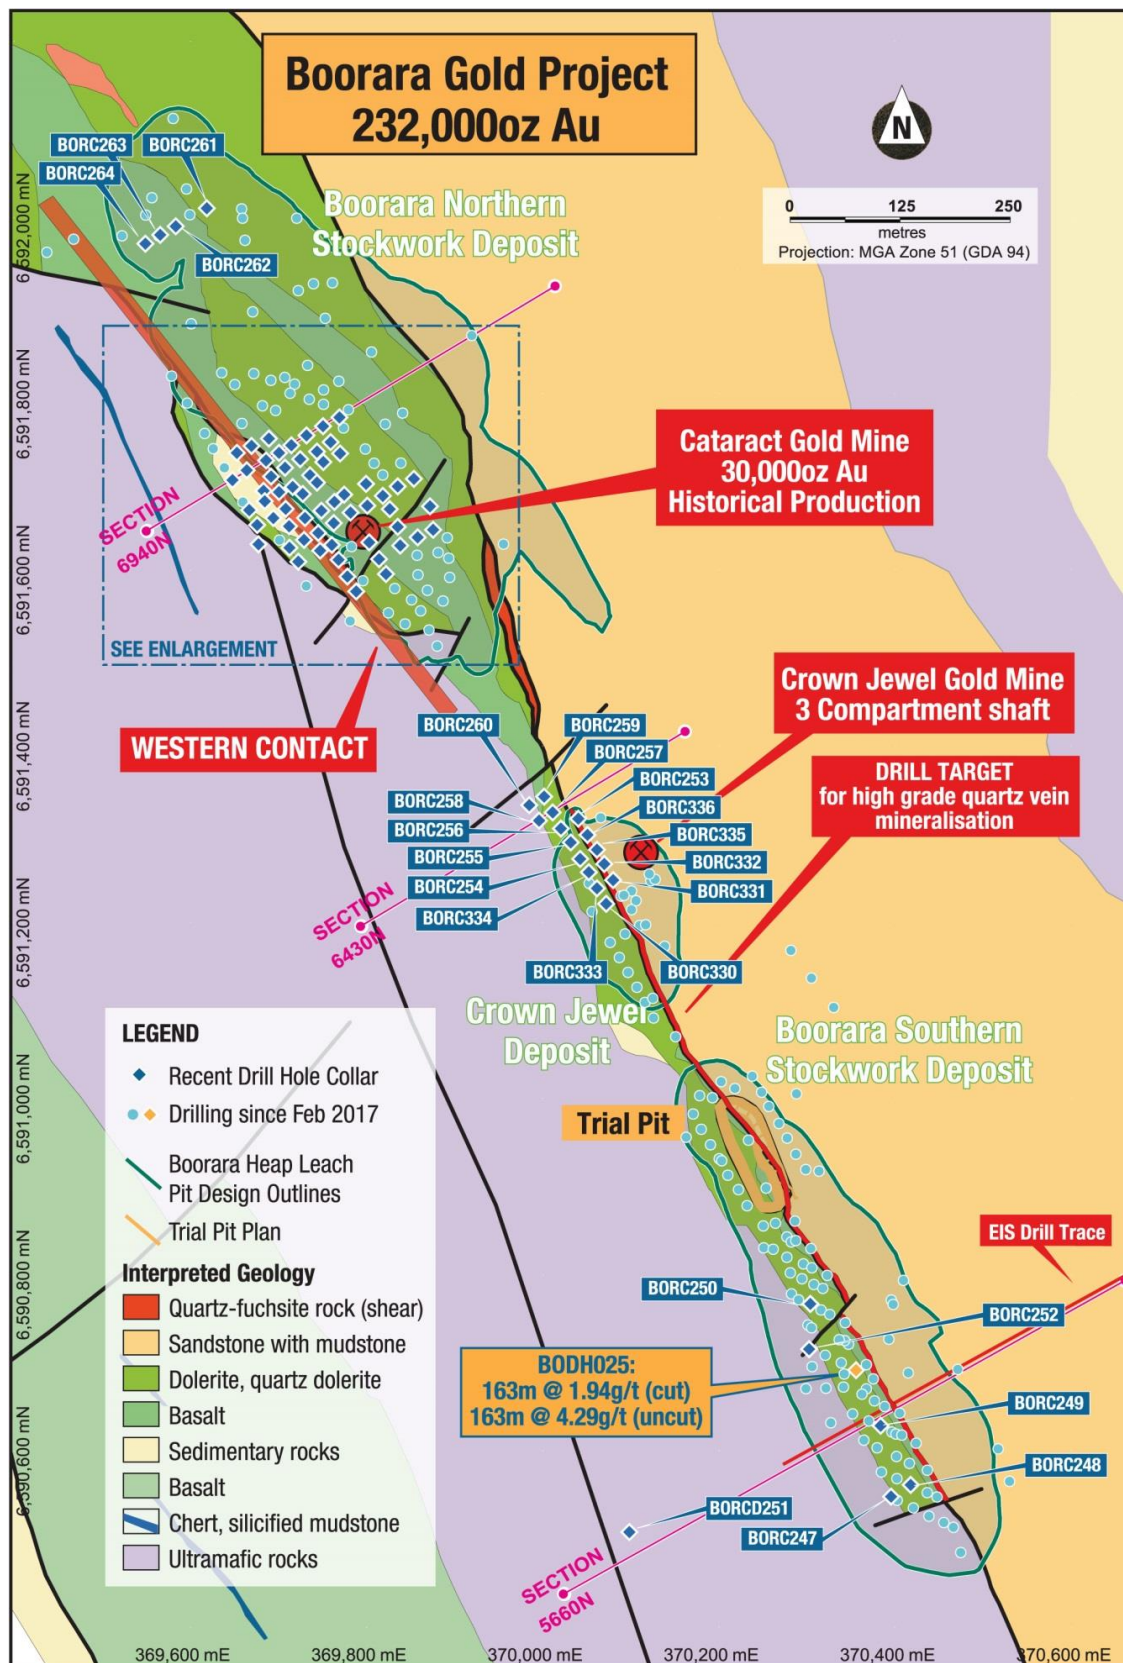 Boorara Gold Project
232,000oz Au
N
0 125 250
metres
Projection: MGA Zone 51 (GDA 94)
BORC263
BORC261
BORC264
BORC262
Boorara Northern
Stockwork Deposit
6,592,000 mN
6,591,800 mN
6,591,600 mN
6,591,400 mN
6,591,200 mN
6,591,000 mN
6,590,800 mN
6,590,600 mN
Cataract Gold Mine
30,000oz Au
Historical Production
SECTION
6940N
SEE ENLARGEMENT
WESTERN CONTACT
Crown Jewel Gold Mine
3 Compartment shaft
DRILL TARGET
for high grade quartz vein
mineralisation
BORC260
BORC259
BORC257
BORC253
BORC258
BORC336
BORC256
BORC335
BORC255
BORC332
BORC254
BORC331
BORC334
BORC333
BORC330
SECTION
6430N
Crown Jewel
Deposit
Boorara Southern
Stockwork Deposit
Trial Pit
LEGEND
Recent Drill Hole Collar
Drilling since Feb 2017
Boorara Heap Leach
Pit Design Outlines
Trial Pit Plan
Interpreted Geology
Quartz-fuchsite rock (shear)
Sandstone with mudstone
Dolerite, quartz dolerite
Basalt
Sedimentary rocks
Basalt
Chert, silicified mudstone
Ultramafic rocks
EIS Drill Trace
BORC250
BORC252
BODH025:
163m @ 1.94g/t (cut)
163m @ 4.29g/t (uncut)
BORC249
BORC248
BORCD251
BORC247
SECTION
5660N
369,600 mE
369,800 mE
370,000 mE
370,200 mE
370,400 mE
370,600 mE